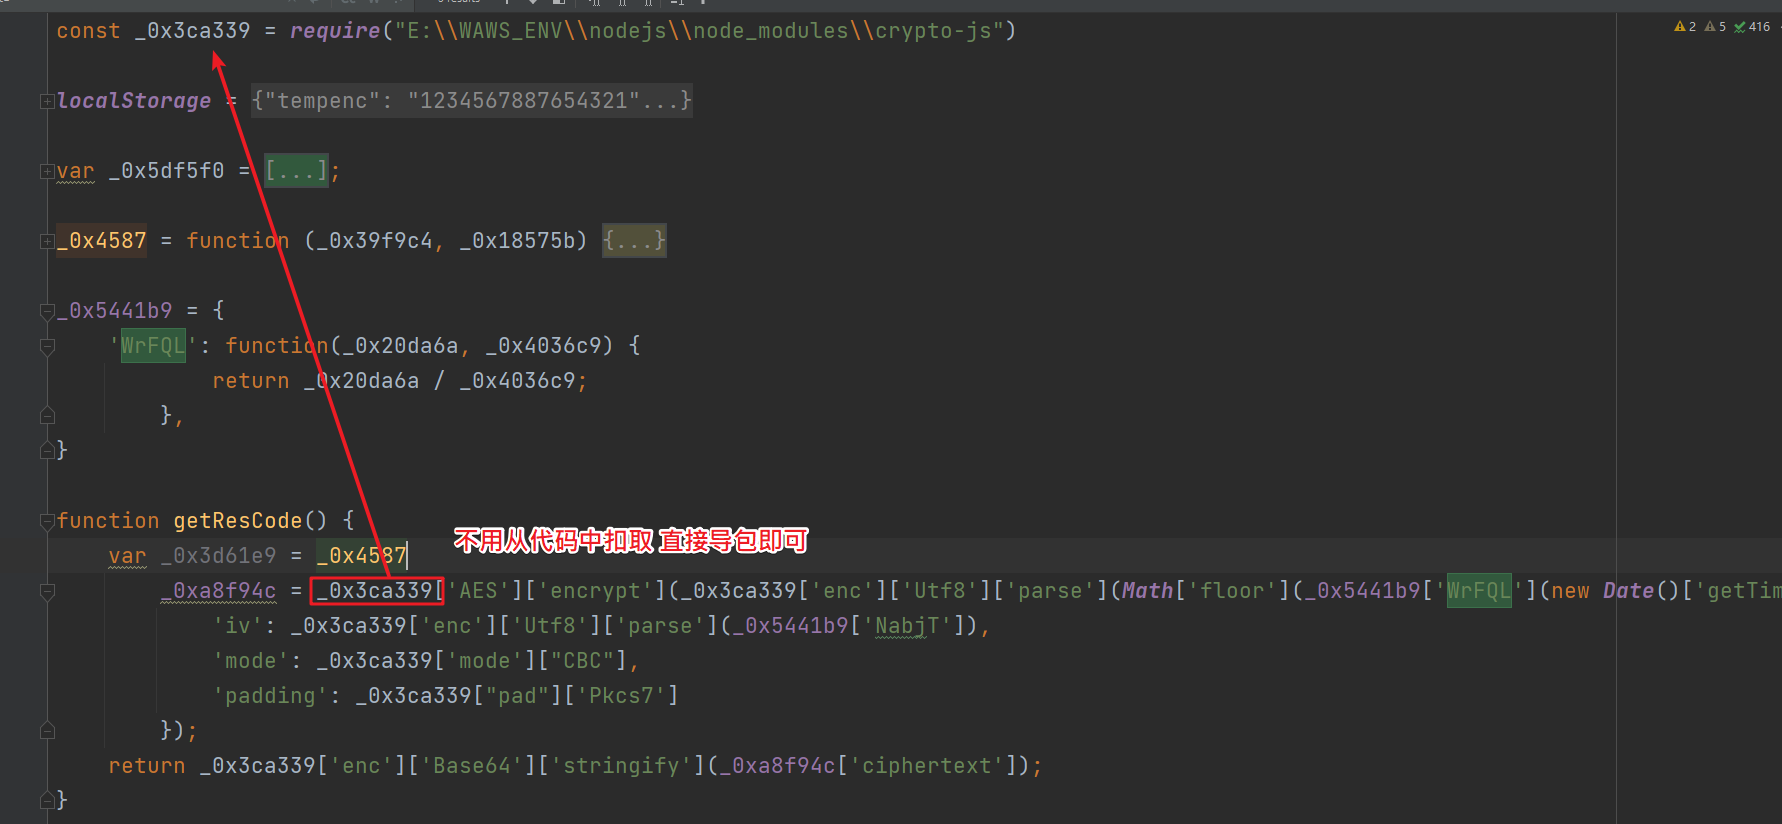 const _0x3ca339 = require("E:\\WAWS_ENV\\nodejs\\node_modules\\crypto-js")
2 5 416
localStorage = {"tempenc": "1234567887654321"...}
var _0x5df5f0 = [...];
_0x4587 = function (_0x39f9c4, _0x18575b) {...}
_0x5441b9 = {
'WrFQL': function(_0x20da6a, _0x4036c9) {
return _0x20da6a / _0x4036c9;
},
}
function getResCode() {
var _0x3d61e9 = _0x4587
不用从代码中扣取 直接导包即可
_0xa8f94c = _0x3ca339['AES']['encrypt'](_0x3ca339['enc']['Utf8']['parse'](Math['floor'](_0x5441b9['WrFQL'](new Date()['getTim
'iv': _0x3ca339['enc']['Utf8']['parse'](_0x5441b9['NabjT']),
'mode': _0x3ca339['mode']["CBC"],
'padding': _0x3ca339["pad"]['Pkcs7']
});
return _0x3ca339['enc']['Base64']['stringify'](_0xa8f94c['ciphertext']);
}